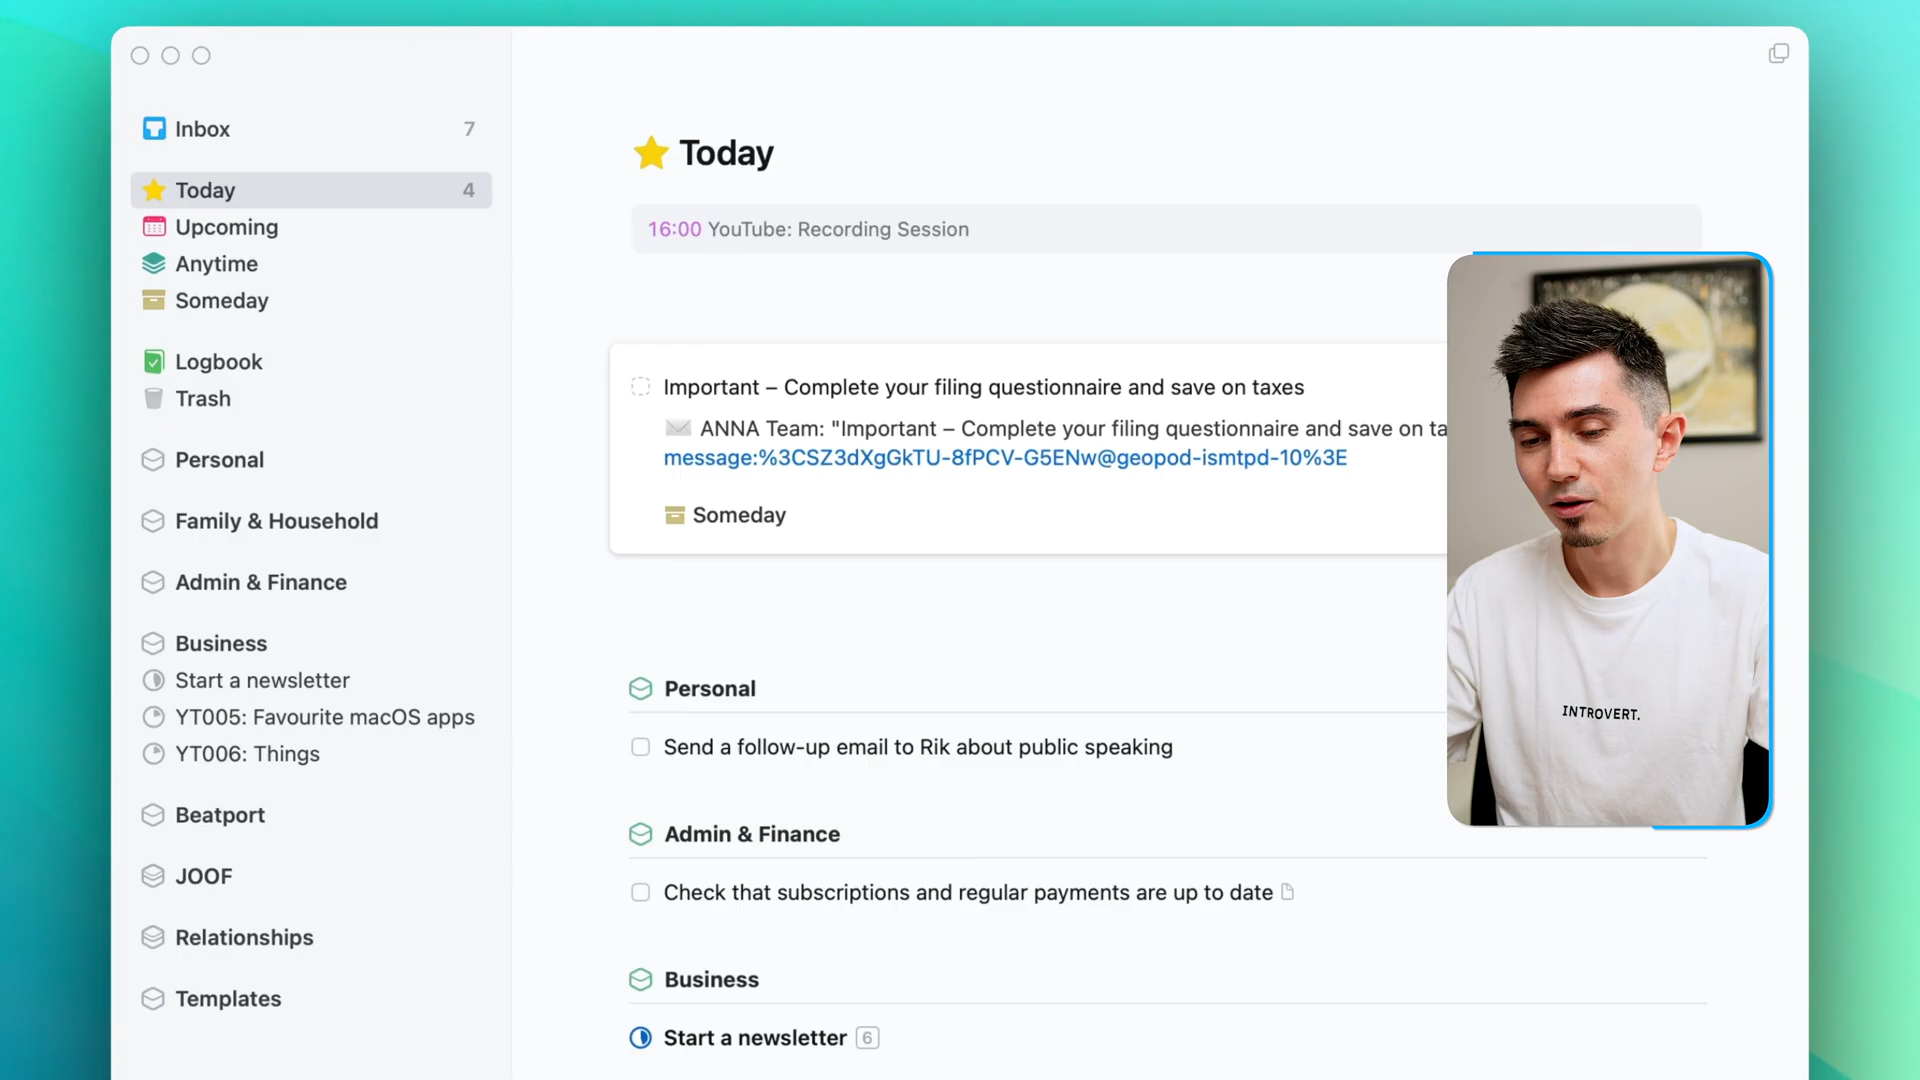 Inbox 7
Today 4
Upcoming
Anytime
Someday
Logbook
Trash
Personal
Family & Household
Admin & Finance
Business
Start a newsletter
YT005: Favourite macOS apps
YT006: Things
Beatport
JOOF
Relationships
Templates
Today
16:00 YouTube: Recording Session
Important – Complete your filing questionnaire and save on taxes
ANNA Team: "Important – Complete your filing questionnaire and save on ta
message:%3CSZ3dXgGkTU-8fPCV-G5ENw@geopod-ismtpd-10%3E
Someday
Personal
Send a follow-up email to Rik about public speaking
Admin & Finance
Check that subscriptions and regular payments are up to date
Business
Start a newsletter 6
INTROVERT.